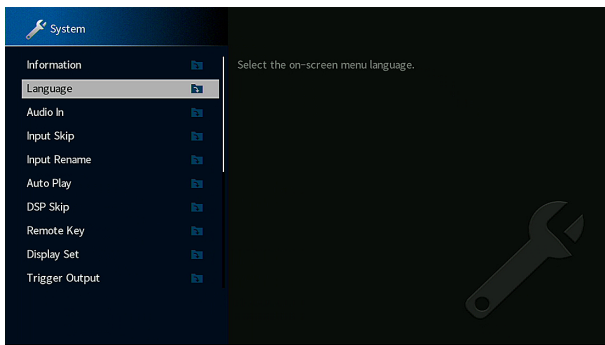 System
Information
Language
Select the on-screen menu language.
Audio In
Input Skip
Input Rename
Auto Play
DSP Skip
Remote Key
Display Set
Trigger Output